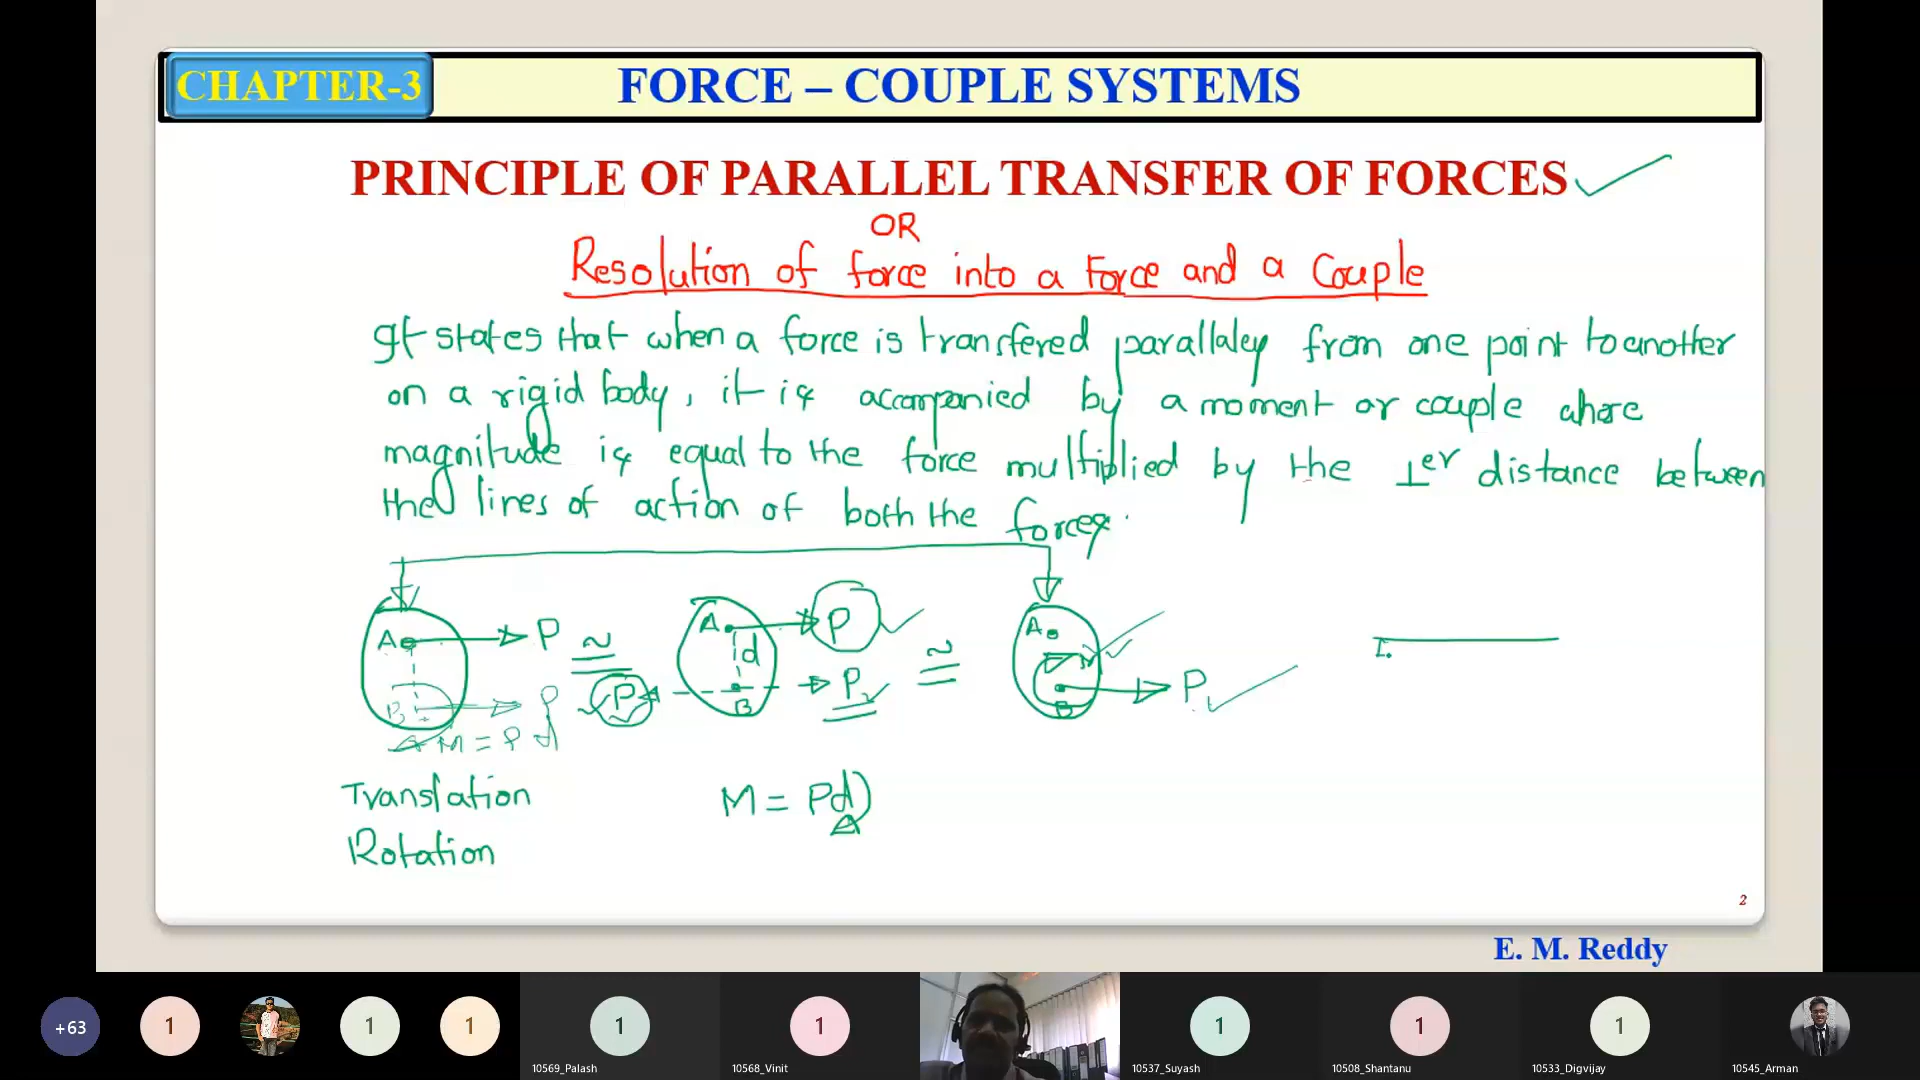 CHAPTER-3 FORCE – COUPLE SYSTEMS
PRINCIPLE OF PARALLEL TRANSFER OF FORCES
OR
Resolution of force into a Force and a Couple
It states that when a force is transfered parallaley from one point to another
on a rigid body, it is accompanied by a moment or couple whose
magnitude is equal to the force multiplied by the ⊥er distance between
the lines of action of both the forces.
A P ≅ A P ≅ A
d
B P P P B M B P
M = P d
Translation M = Pd
Rotation
2
E. M. Reddy
+63 1 1 1 1 1 1 1 1
10569_Palash 10568_Vinit 10537_Suyash 10508_Shantanu 10533_Digvijay 10545_Arman